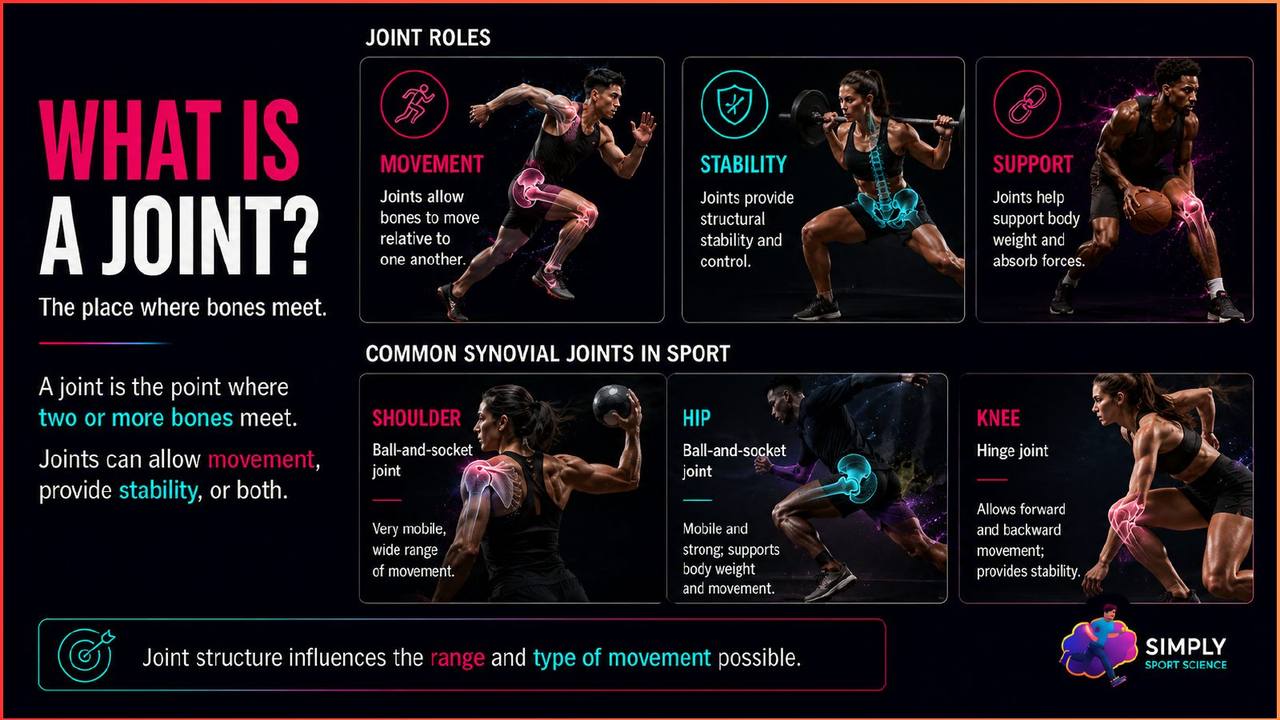 WHAT IS
A JOINT?
The place where bones meet.
A joint is the point where
two or more bones meet.
Joints can allow movement,
provide stability, or both.
JOINT ROLES
MOVEMENT
Joints allow
bones to move
relative to
one another.
STABILITY
Joints provide
structural
stability and
control.
SUPPORT
Joints help
support body
weight and
absorb forces.
COMMON SYNOVIAL JOINTS IN SPORT
SHOULDER
Ball-and-socket
joint
Very mobile,
wide range
of movement.
HIP
Ball-and-socket
joint
Mobile and
strong; supports
body weight
and movement.
KNEE
Hinge joint
Allows forward
and backward
movement;
provides stability.
Joint structure influences the range and type of movement possible.
SIMPLY
SPORT SCIENCE